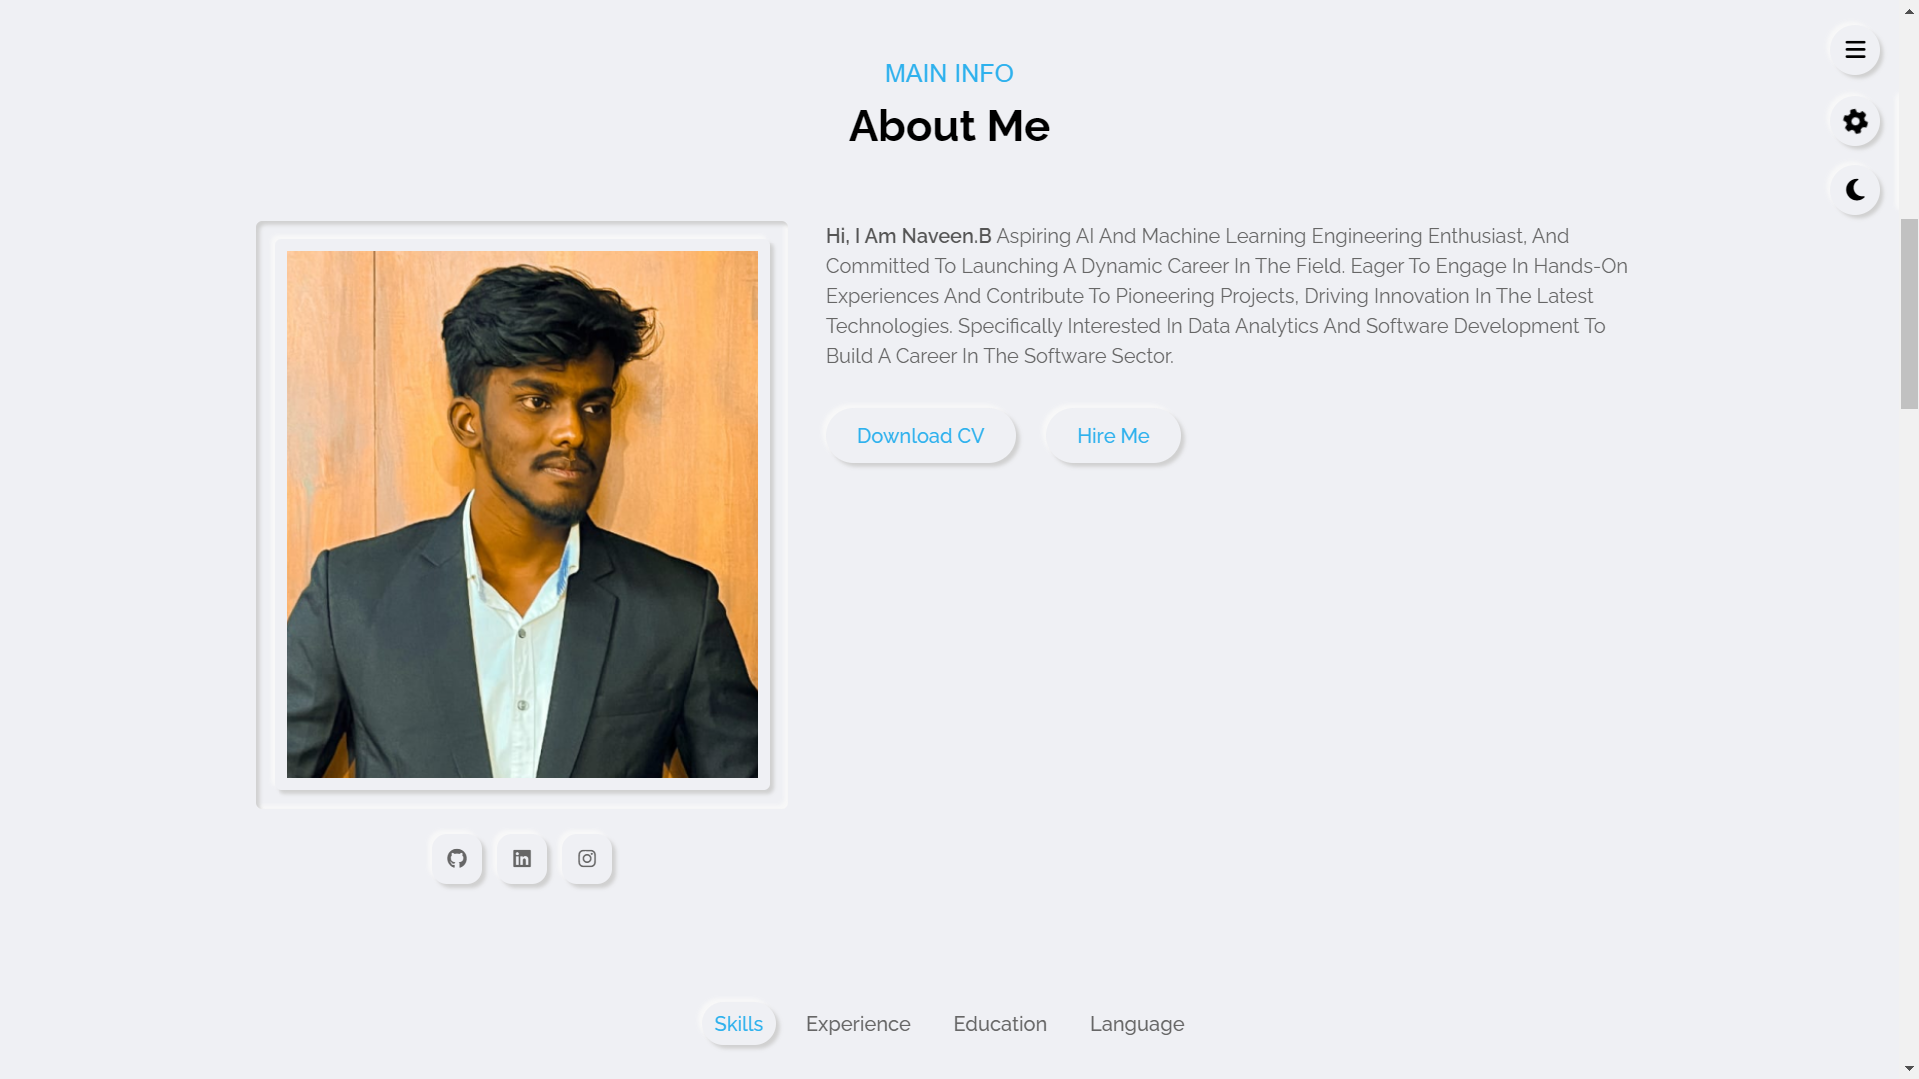 MAIN INFO
About Me
Hi, I Am Naveen.B Aspiring AI And Machine Learning Engineering Enthusiast, And
Committed To Launching A Dynamic Career In The Field. Eager To Engage In Hands-On
Experiences And Contribute To Pioneering Projects, Driving Innovation In The Latest
Technologies. Specifically Interested In Data Analytics And Software Development To
Build A Career In The Software Sector.
Download CV Hire Me
Skills Experience Education Language